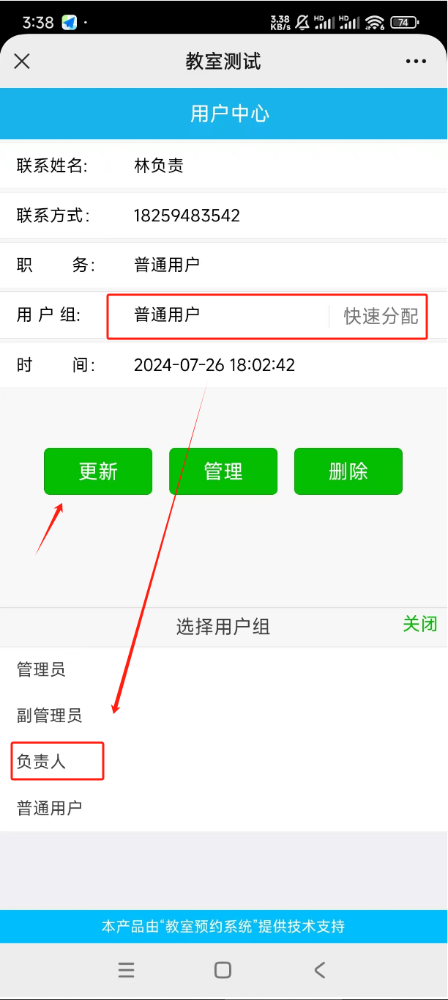 3:38
3.38 KB/s HD HD 6 74
教室测试
用户中心
联系姓名: 林负责
联系方式: 18259483542
职 务: 普通用户
用 户 组: 普通用户 快速分配
时 间: 2024-07-26 18:02:42
更新 管理 删除
选择用户组 关闭
管理员
副管理员
负责人
普通用户
本产品由“教室预约系统”提供技术支持